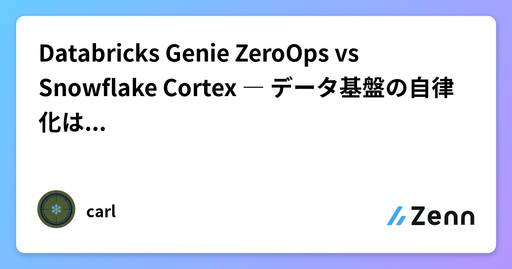 Databricks Genie ZeroOps vs
Snowflake Cortex — データ基盤の自律
化は...
carl
Zenn